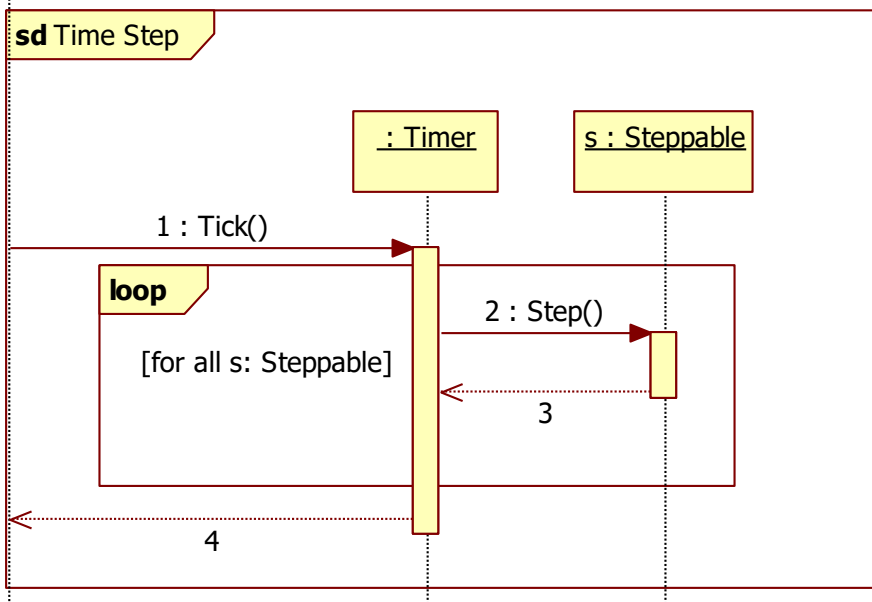 sd Time Step
: Timer
s : Steppable
1 : Tick()
loop
2 : Step()
[for all s: Steppable]
3
4